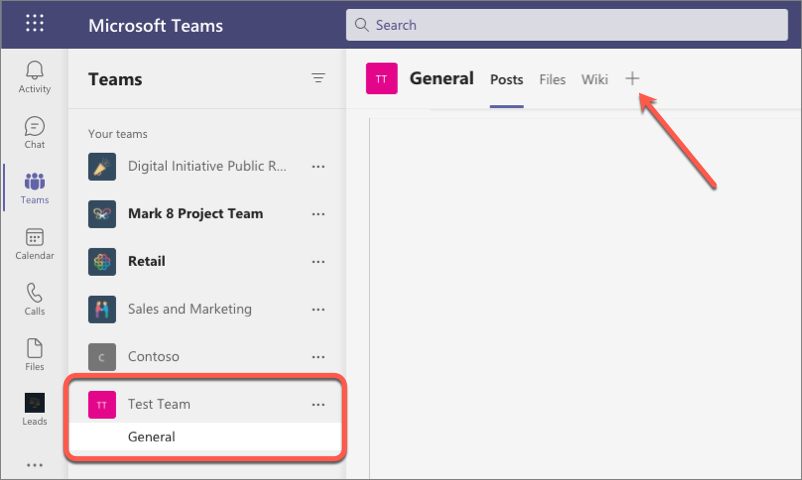 Microsoft Teams
Search
Activity
Chat
Teams
Calendar
Calls
Files
Leads
Teams
Your teams
Digital Initiative Public R...
Mark 8 Project Team
Retail
Sales and Marketing
C Contoso
TT Test Team
General
TT General Posts Files Wiki